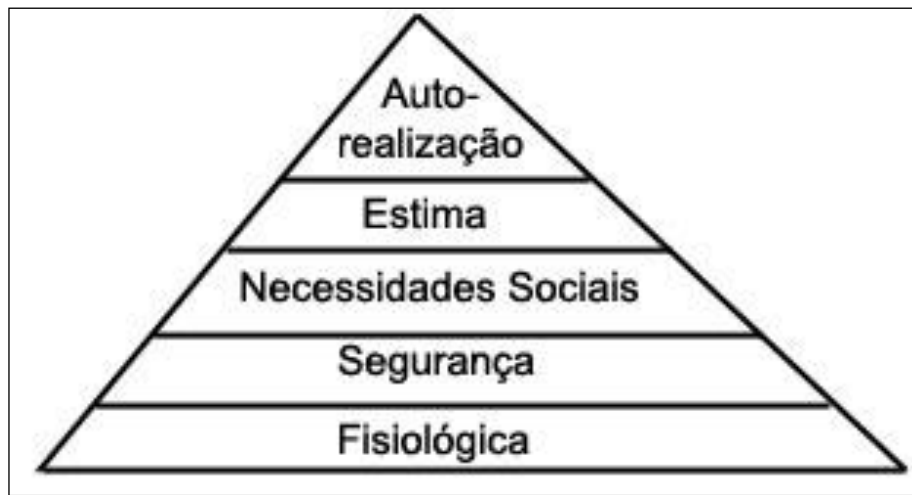 Auto-
realização
Estima
Necessidades Sociais
Segurança
Fisiológica